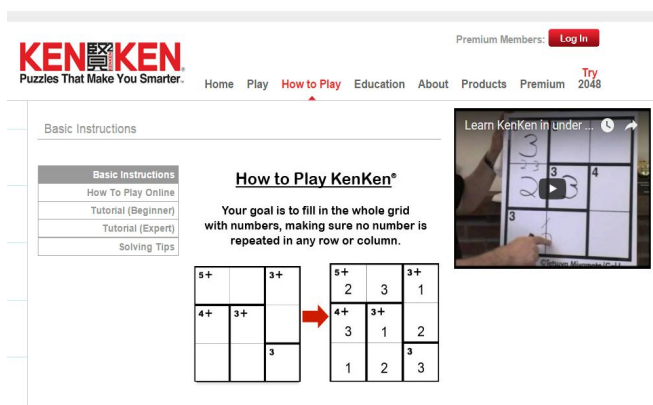 Premium Members: Log In
KENKEN
Puzzles That Make You Smarter.
Home Play How to Play Education About Products Premium Try 2048
Basic Instructions
Learn KenKen in under ...
Basic Instructions
How To Play Online
Tutorial (Beginner)
Tutorial (Expert)
Solving Tips
How to Play KenKen®
Your goal is to fill in the whole grid
with numbers, making sure no number is
repeated in any row or column.
5+ 3+
4+ 3+
3
5+ 3+
2 3 1
4+ 3+
3 1 2
3
1 2 3
3 4
3